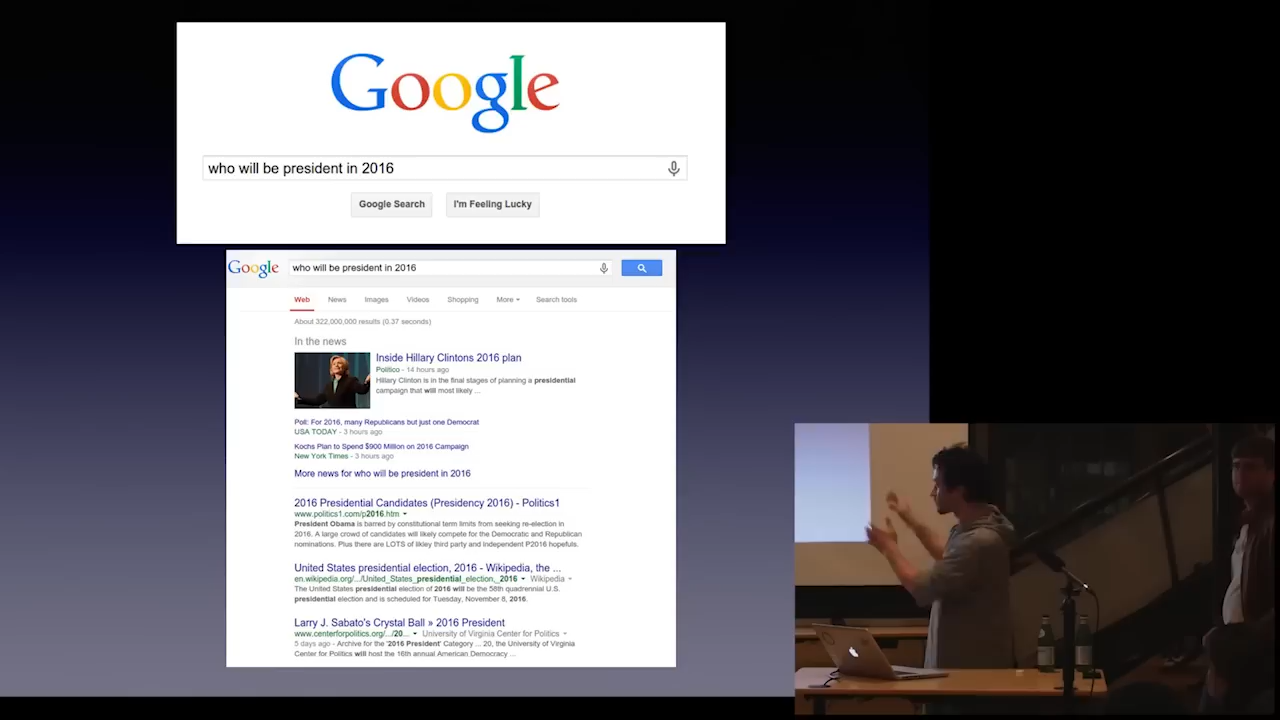 Google
who will be president in 2016
Google Search
I'm Feeling Lucky
Google
who will be president in 2016
Web News Images Videos Shopping More Search tools
About 322,000,000 results (0.37 seconds)
In the news
Inside Hillary Clintons 2016 plan
Politico - 14 hours ago
Hillary Clinton is in the final stages of planning a presidential
campaign that will most likely ...
Poll: For 2016, many Republicans but just one Democrat
USA TODAY - 3 hours ago
Kochs Plan to Spend $900 Million on 2016 Campaign
New York Times - 3 hours ago
More news for who will be president in 2016
2016 Presidential Candidates (Presidency 2016) - Politics1
www.politics1.com/p2016.htm
President Obama is barred by constitutional term limits from seeking re-election in
2016. A large crowd of candidates will likely compete for the Democratic and Republican
nominations. Plus there are LOTS of likley third party and independent P2016 hopefuls.
United States presidential election, 2016 - Wikipedia, the ...
en.wikipedia.org/.../United_States_presidential_election,_2016 Wikipedia
The United States presidential election of 2016 will be the 58th quadrennial U.S.
presidential election and is scheduled for Tuesday, November 8, 2016.
Larry J. Sabato's Crystal Ball » 2016 President
www.centerforpolitics.org/.../20... University of Virginia Center for Politics
5 days ago - Archive for the '2016 President' Category ... 20, the University of Virginia
Center for Politics will host the 16th annual American Democracy ...